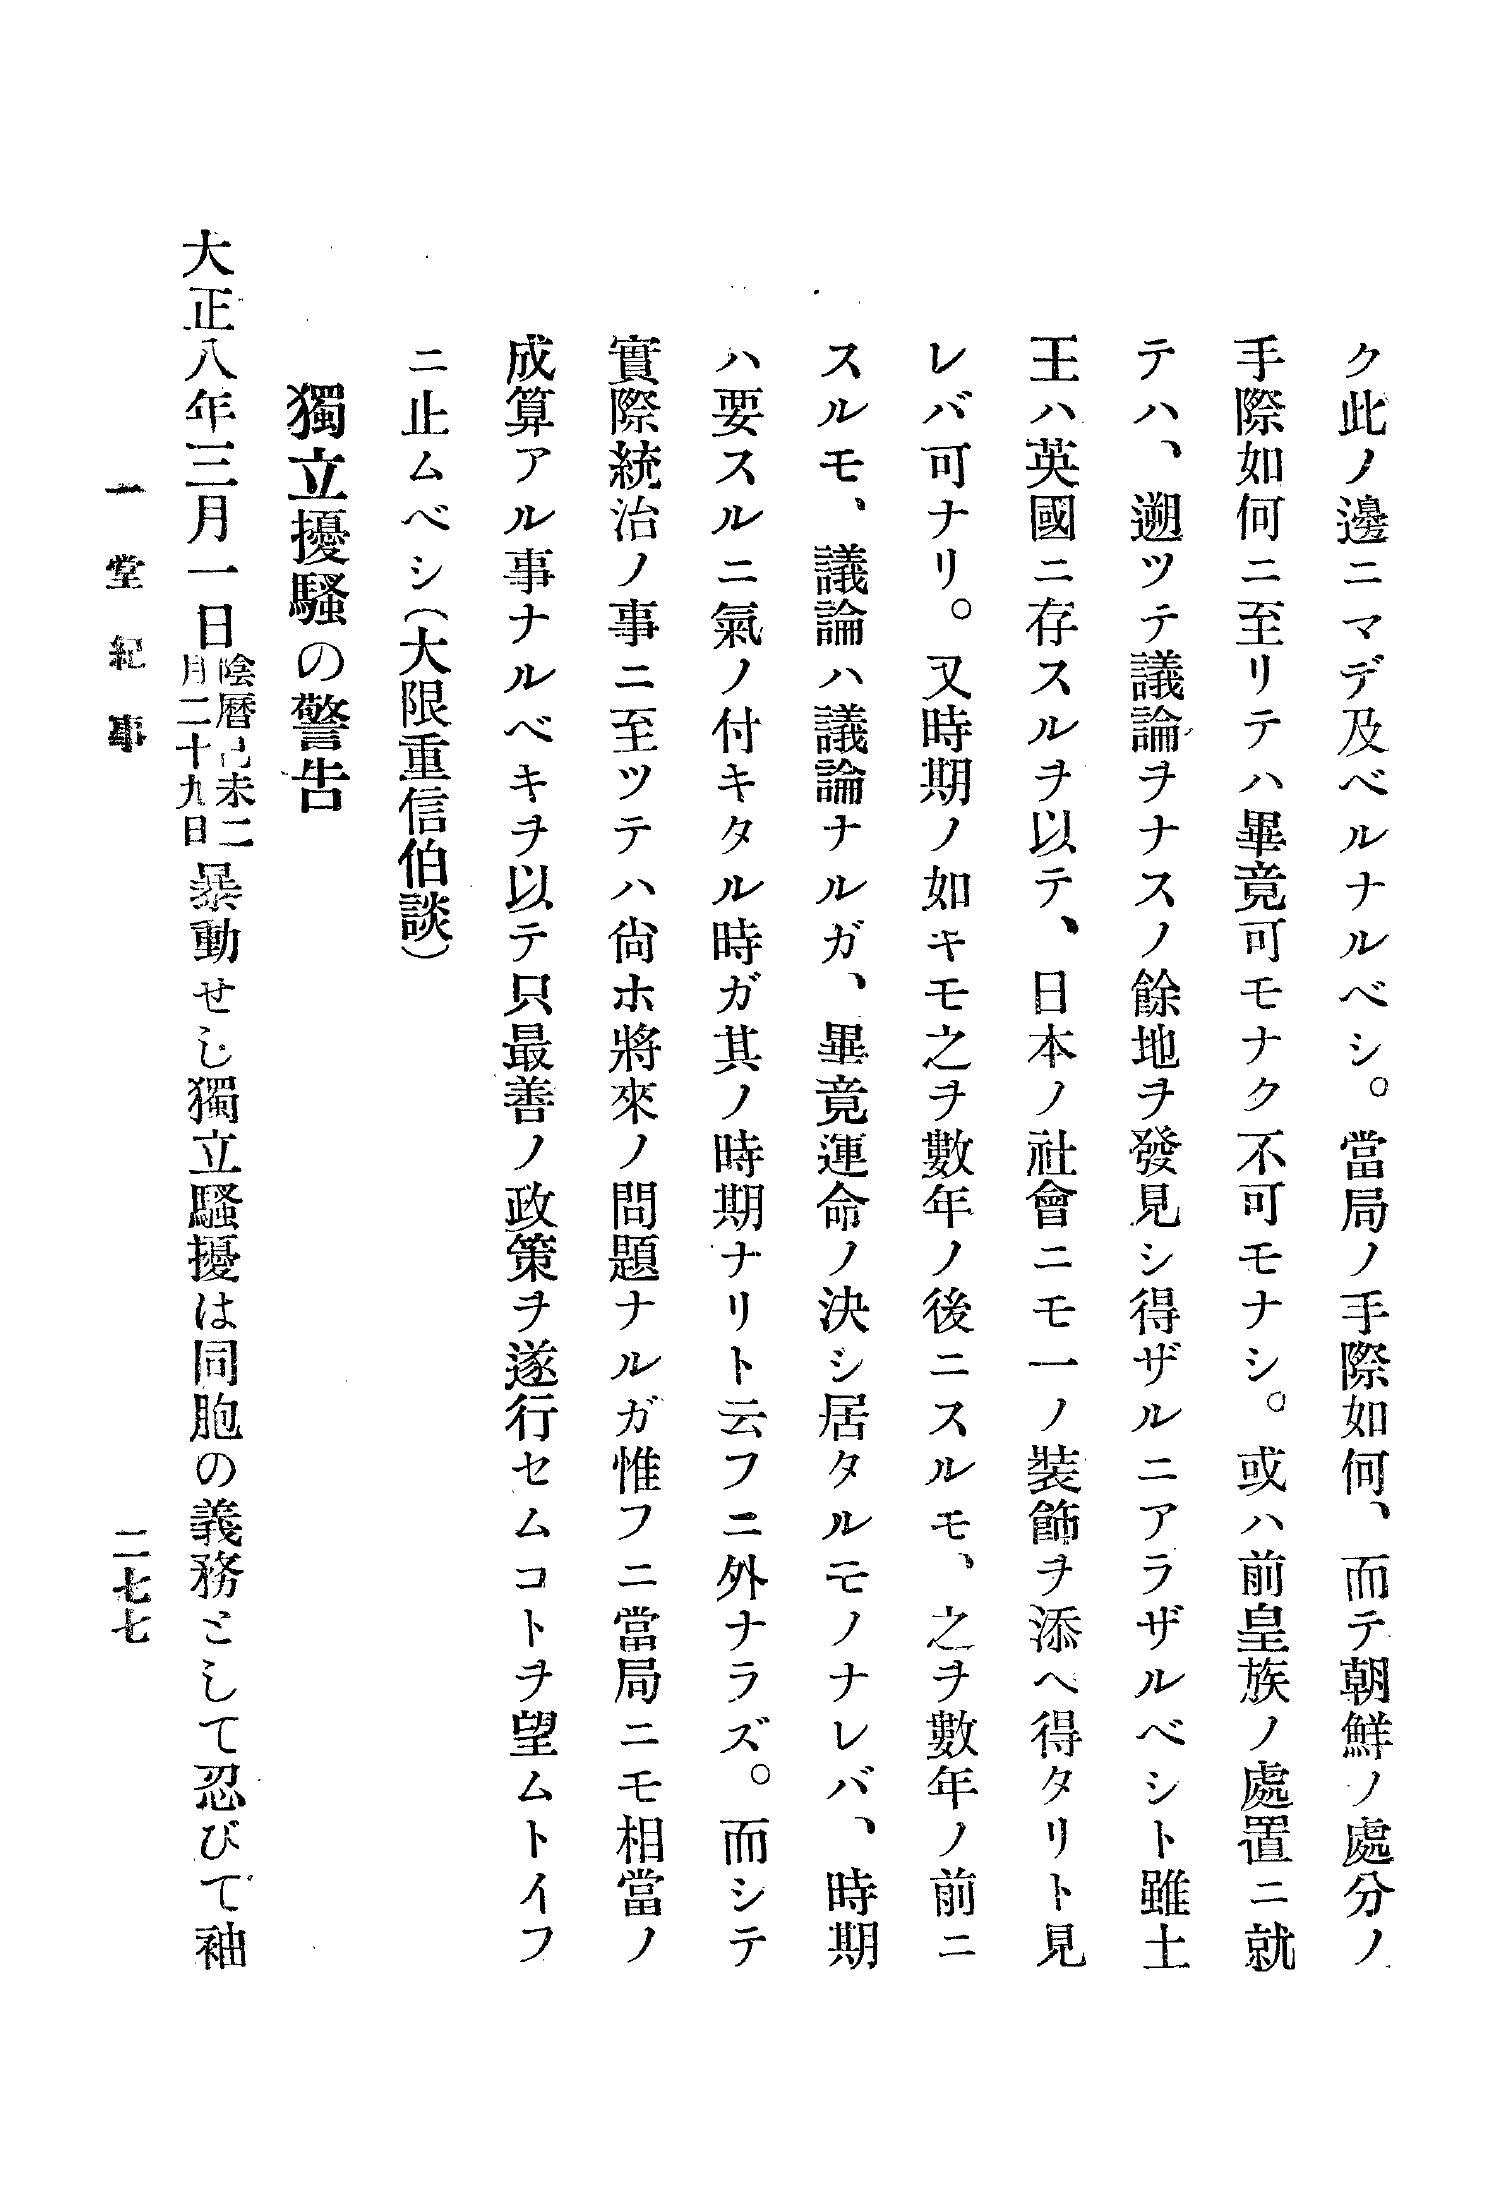 ク此ノ邊ニマデ及ベルナルベシ。當局ノ手際如何、而テ朝鮮ノ處分ノ
手際如何ニ至リテハ畢竟可モナク不可モナシ。或ハ前皇族ノ處置ニ就
テハ、遡ツテ議論ヲナスノ餘地ヲ發見シ得ザルニアラザルベシト雖土
王ハ英國ニ存スルヲ以テ、日本ノ社會ニモ一ノ裝飾ヲ添ヘ得タリト見
レバ可ナリ。又時期ノ如キモ之ヲ數年ノ後ニスルモ、之ヲ數年ノ前ニ
スルモ、議論ハ議論ナルガ、畢竟運命ノ決シ居タルモノナレバ、時期
ハ要スルニ氣ノ付キタル時ガ其ノ時期ナリト云フニ外ナラズ。而シテ
實際統治ノ事ニ至ツテハ尙ホ將來ノ問題ナルガ惟フニ當局ニモ相當ノ
成算アル事ナルベキヲ以テ只最善ノ政策ヲ遂行セムコトヲ望ムトイフ
ニ止ムベシ(大限重信伯談)
獨立擾騷の警告
大正八年三月一日陰曆己未二月二十九日暴動せし獨立騷擾は同胞の義務として忍びて袖
一堂紀事
二七七